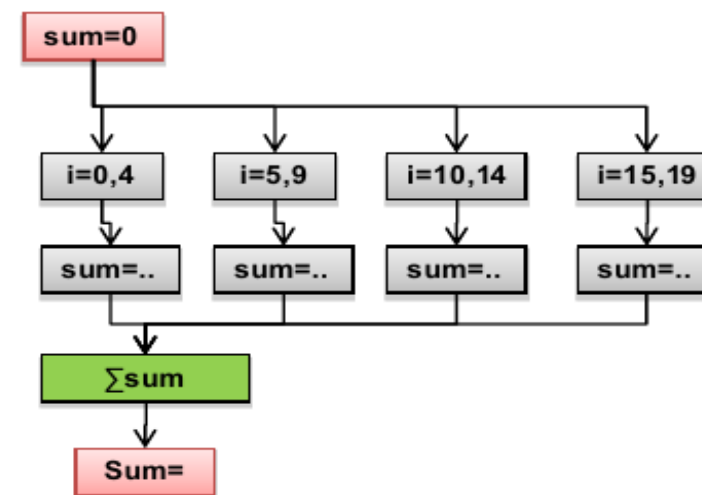 sum=0
i=0,4
i=5,9
i=10,14
i=15,19
sum=..
sum=..
sum=..
sum=..
∑sum
Sum=